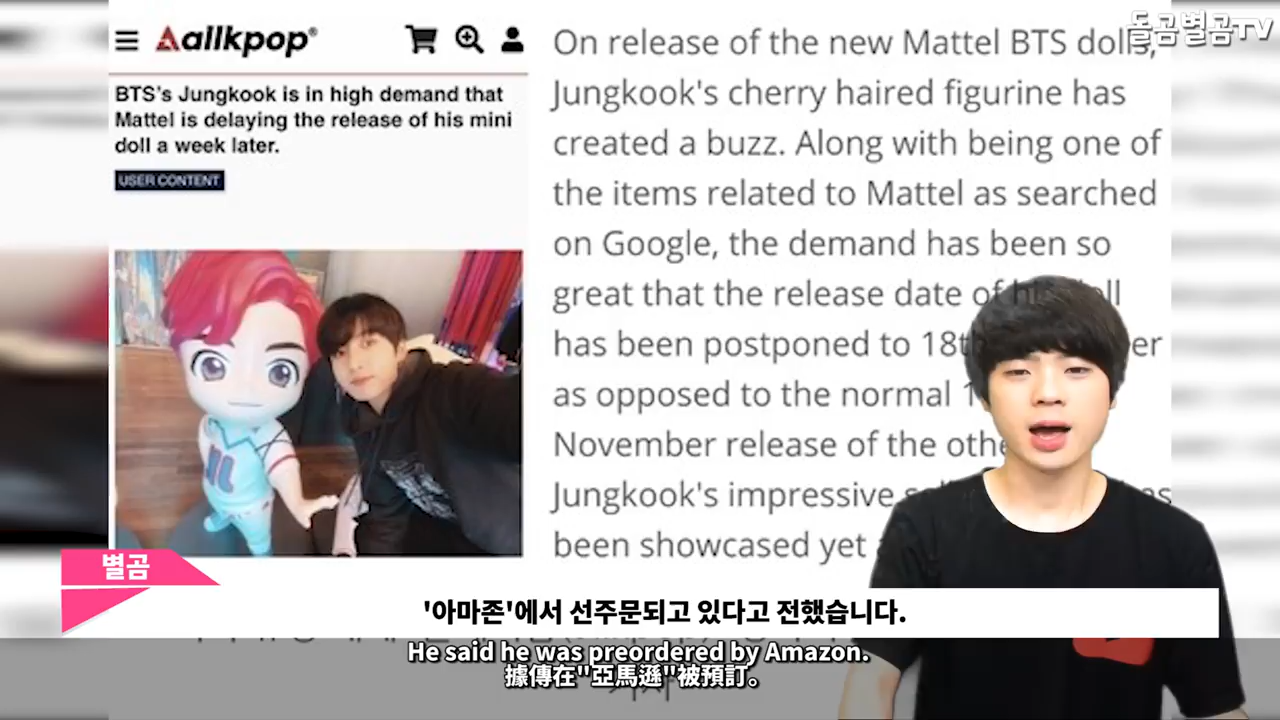 allkpop
돌곰별곰TV
BTS's Jungkook is in high demand that
Mattel is delaying the release of his mini
doll a week later.
USER CONTENT
On release of the new Mattel BTS dolls,
Jungkook's cherry haired figurine has
created a buzz. Along with being one of
the items related to Mattel as searched
on Google, the demand has been so
great that the release date of his doll
has been postponed to 18th
as opposed to the normal
November release of the
Jungkook's impressive
been showcased yet
별곰
'아마존'에서 선주문되고 있다고 전했습니다.
He said he was preordered by Amazon.
據傳在"亞馬遜"被預訂。